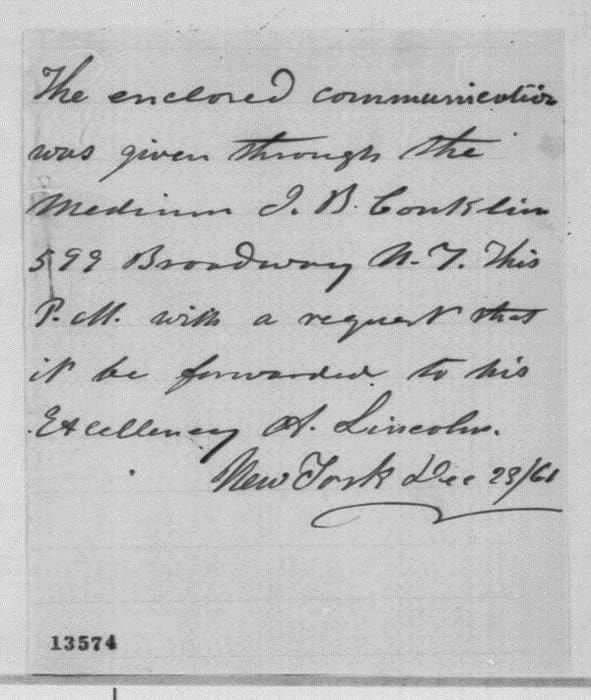 The enclosed communication
was given through the
Medium J. B. Conklin
599 Broadway N. Y. This
P. M. with a request that
it be forwarded to his
Excellency A. Lincoln.
New York Dec 28/61
13574